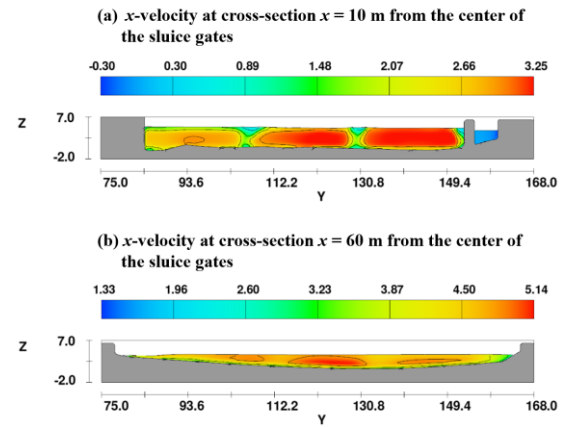 (a) x-velocity at cross-section x = 10 m from the center of
the sluice gates
-0.30 0.30 0.89 1.48 2.07 2.66 3.25
Z
7.0
-2.0
75.0 93.6 112.2 130.8 149.4 168.0
Y
(b) x-velocity at cross-section x = 60 m from the center of
the sluice gates
1.33 1.96 2.60 3.23 3.87 4.50 5.14
Z
7.0
-2.0
75.0 93.6 112.2 130.8 149.4 168.0
Y